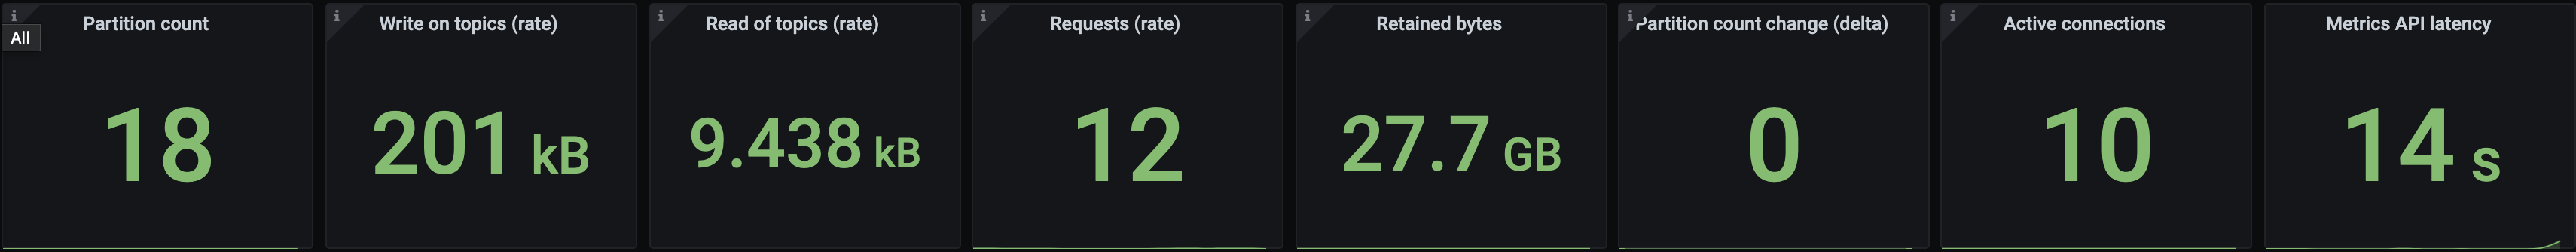 Partition count
All
18
Write on topics (rate)
201 kB
Read of topics (rate)
9.438 kB
Requests (rate)
12
Retained bytes
27.7 GB
Partition count change (delta)
0
Active connections
10
Metrics API latency
14 s